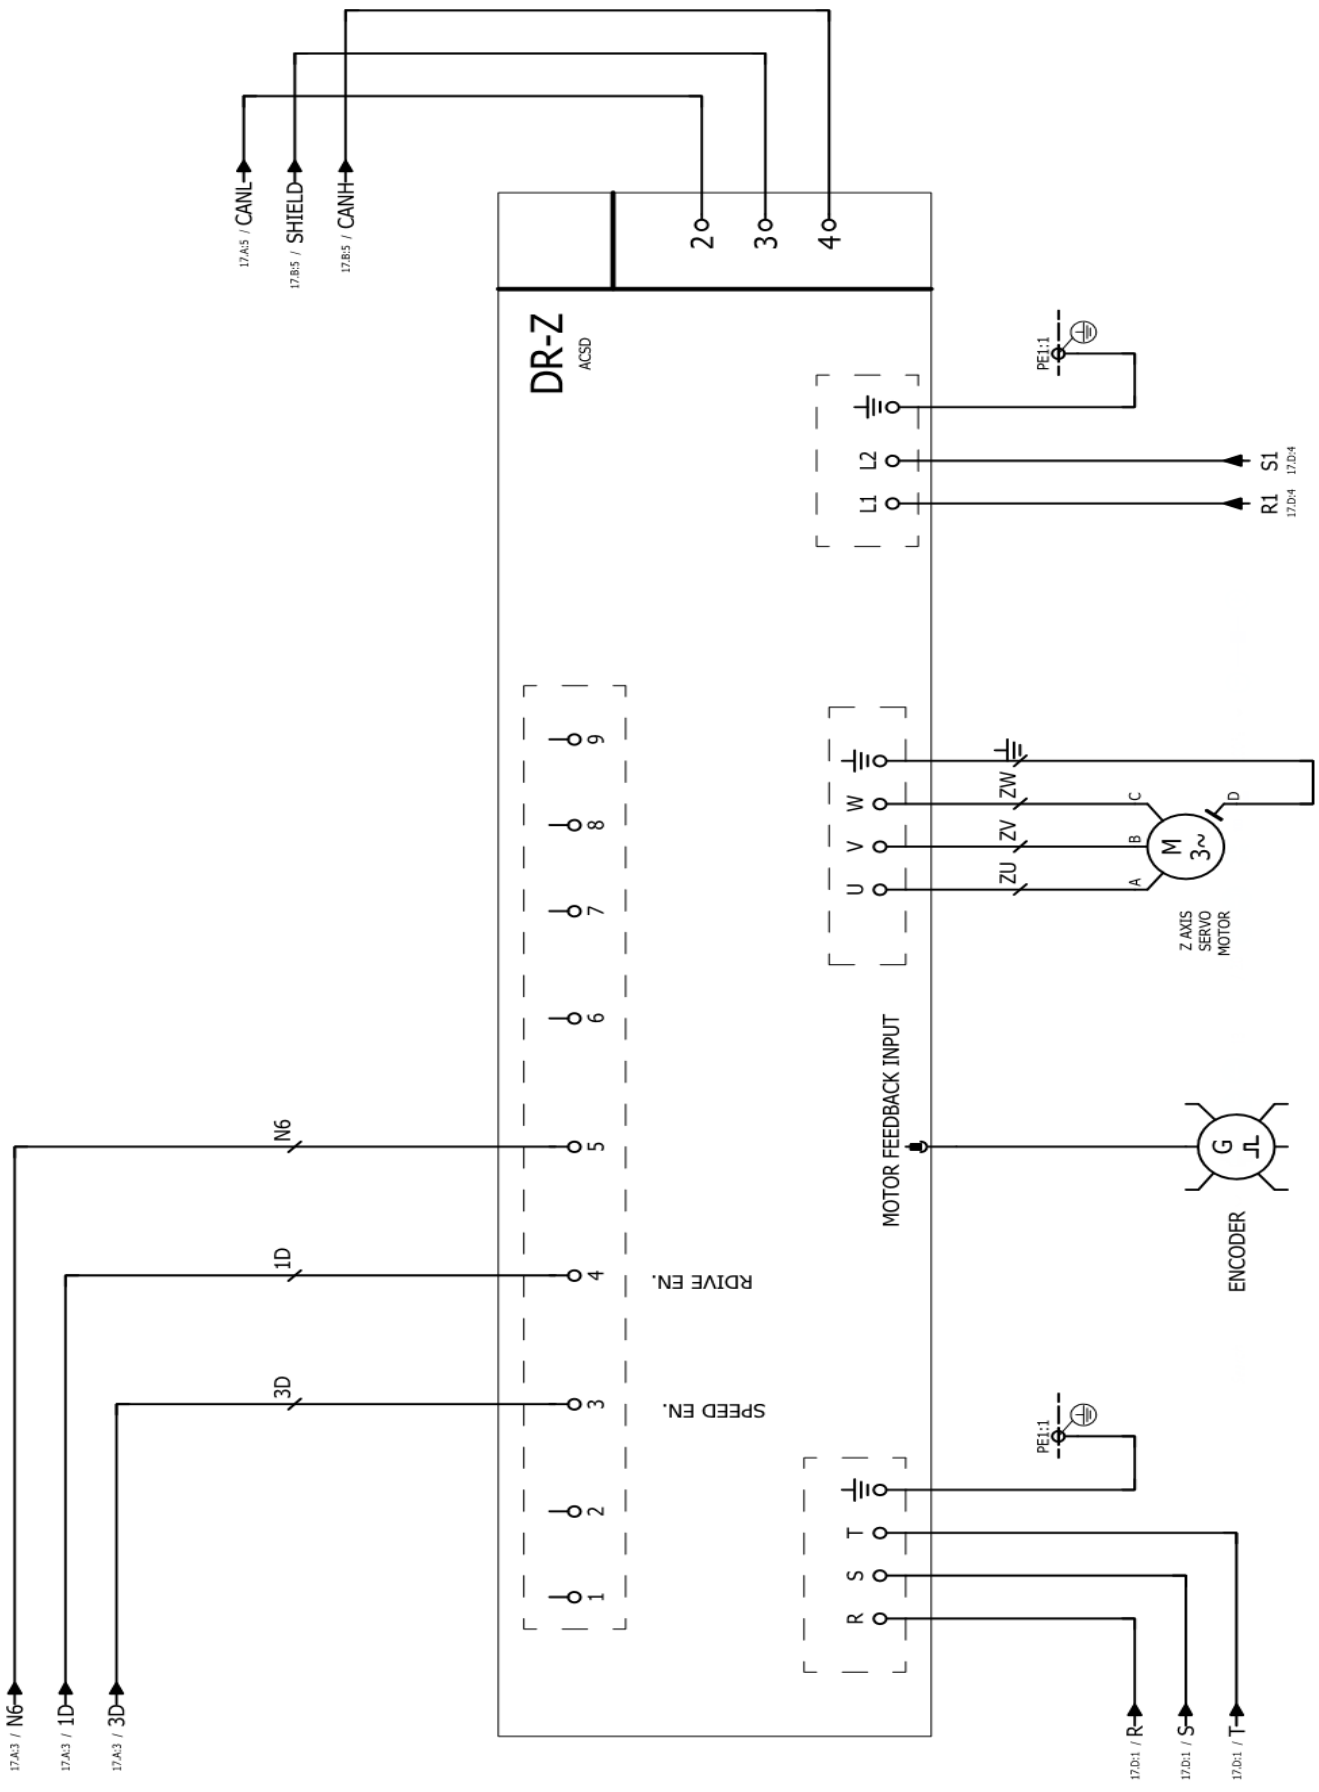 17.A:3 / N6
17.A:3 / 1D
17.A:3 / 3D
N6
1D
3D
17.A:5 / CANL
17.B:5 / SHIELD
17.B:5 / CANH
1
2
3
4
5
6
7
8
9
SPEED EN.
RDIVE EN.
DR-Z
ACSD
2
3
4
R
S
T
MOTOR FEEDBACK INPUT
U
V
W
L1
L2
PE1:1
ZU
ZV
ZW
PE1:1
A
B
C
D
M
3~
Z AXIS
SERVO
MOTOR
G
ENCODER
17.D:1 / R
17.D:1 / S
17.D:1 / T
R1
17.D:4
S1
17.D:4